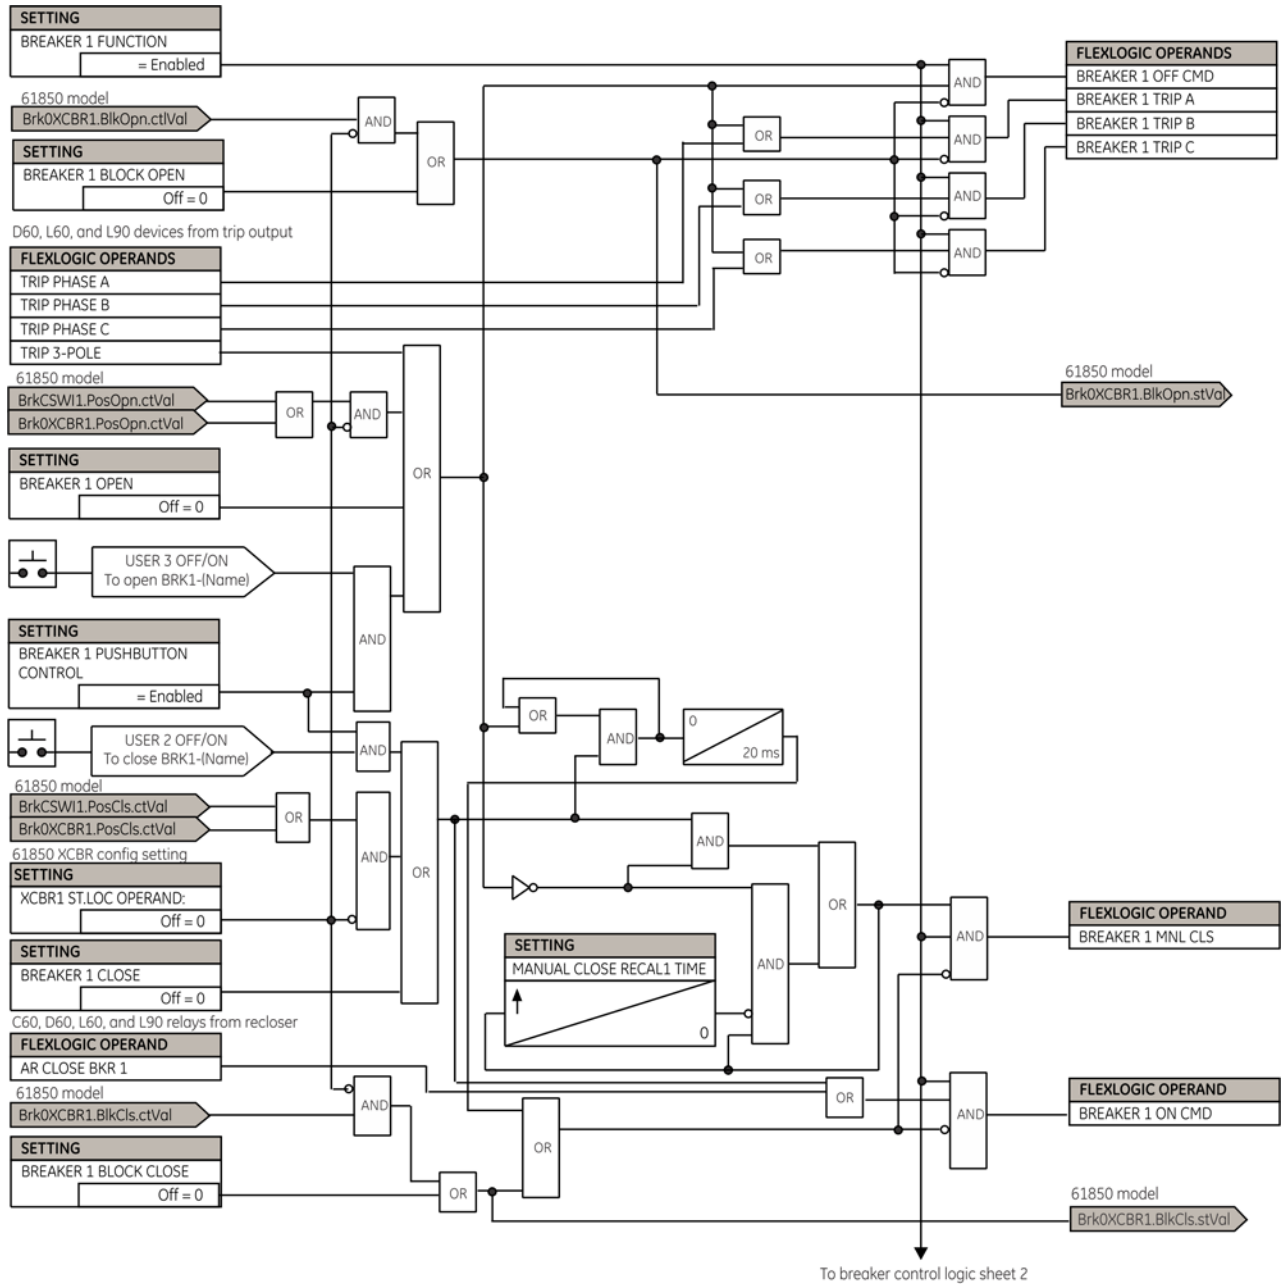 SETTING
BREAKER 1 FUNCTION
= Enabled
61850 model
Brk0XCBR1.BlkOpn.ctlVal
SETTING
BREAKER 1 BLOCK OPEN
Off = 0
D60, L60, and L90 devices from trip output
FLEXLOGIC OPERANDS
TRIP PHASE A
TRIP PHASE B
TRIP PHASE C
TRIP 3-POLE
61850 model
BrkCSWI1.PosOpn.ctVal
Brk0XCBR1.PosOpn.ctVal
SETTING
BREAKER 1 OPEN
Off = 0
USER 3 OFF/ON
To open BRK1-(Name)
SETTING
BREAKER 1 PUSHBUTTON
CONTROL
= Enabled
USER 2 OFF/ON
To close BRK1-(Name)
61850 model
BrkCSWI1.PosCls.ctVal
Brk0XCBR1.PosCls.ctVal
61850 XCBR config setting
SETTING
XCBR1 ST.LOC OPERAND:
Off = 0
SETTING
BREAKER 1 CLOSE
Off = 0
C60, D60, L60, and L90 relays from recloser
FLEXLOGIC OPERAND
AR CLOSE BKR 1
61850 model
Brk0XCBR1.BlkCls.ctVal
SETTING
BREAKER 1 BLOCK CLOSE
Off = 0
AND
OR
OR
AND
OR
AND
AND
OR
AND
OR
AND
OR
OR
OR
OR
AND
AND
AND
AND
OR
AND
0
20 ms
AND
OR
AND
SETTING
MANUAL CLOSE RECAL1 TIME
0
OR
OR
AND
AND
FLEXLOGIC OPERANDS
BREAKER 1 OFF CMD
BREAKER 1 TRIP A
BREAKER 1 TRIP B
BREAKER 1 TRIP C
61850 model
Brk0XCBR1.BlkOpn.stVal
FLEXLOGIC OPERAND
BREAKER 1 MNL CLS
FLEXLOGIC OPERAND
BREAKER 1 ON CMD
61850 model
Brk0XCBR1.BlkCls.stVal
To breaker control logic sheet 2